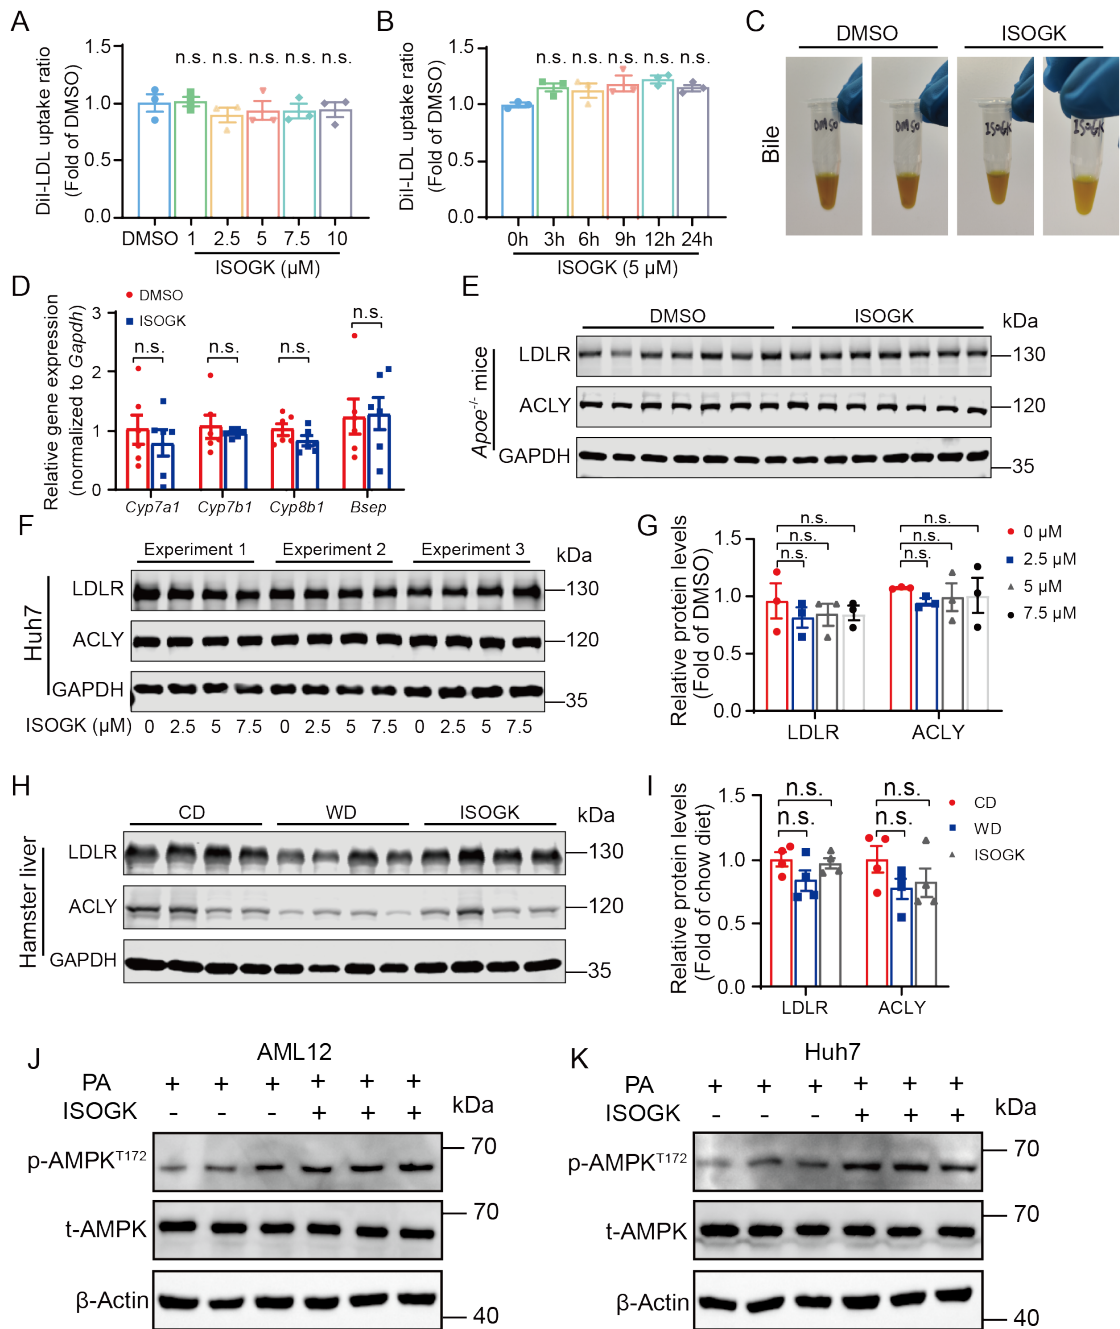 A
Dil-LDL uptake ratio
(Fold of DMSO)
1.5
1.0
0.5
0.0
n.s. n.s. n.s. n.s. n.s.
DMSO 1 2.5 5 7.5 10
ISOGK (μM)
B
Dil-LDL uptake ratio
(Fold of DMSO)
1.5
1.0
0.5
0.0
n.s. n.s. n.s. n.s. n.s.
0h 3h 6h 9h 12h 24h
ISOGK (5 μM)
C
DMSO ISOGK
Bile
DMSO DMSO ISOGK ISOGK
D
Relative gene expression
(normalized to Gapdh)
DMSO
ISOGK
3
2
1
0
n.s. n.s. n.s. n.s.
Cyp7a1 Cyp7b1 Cyp8b1 Bsep
E
DMSO ISOGK kDa
Apoe-/- mice
LDLR 130
ACLY 120
GAPDH 35
F
Experiment 1 Experiment 2 Experiment 3 kDa
Huh7
LDLR 130
ACLY 120
GAPDH 35
ISOGK (μM) 0 2.5 5 7.5 0 2.5 5 7.5 0 2.5 5 7.5
G
Relative protein levels
(Fold of DMSO)
1.5
1.0
0.5
0.0
n.s. n.s.
n.s. n.s.
n.s. n.s.
LDLR ACLY
0 μM
2.5 μM
5 μM
7.5 μM
H
CD WD ISOGK kDa
Hamster liver
LDLR 130
ACLY 120
GAPDH 35
I
Relative protein levels
(Fold of chow diet)
1.5
1.0
0.5
0.0
n.s. n.s.
n.s. n.s.
LDLR ACLY
CD
WD
ISOGK
J
AML12
PA + + + + + +
ISOGK - - - + + + kDa
p-AMPKT172 70
t-AMPK 70
β-Actin 40
K
Huh7
PA + + + + + +
ISOGK - - - + + + kDa
p-AMPKT172 70
t-AMPK 70
β-Actin 40